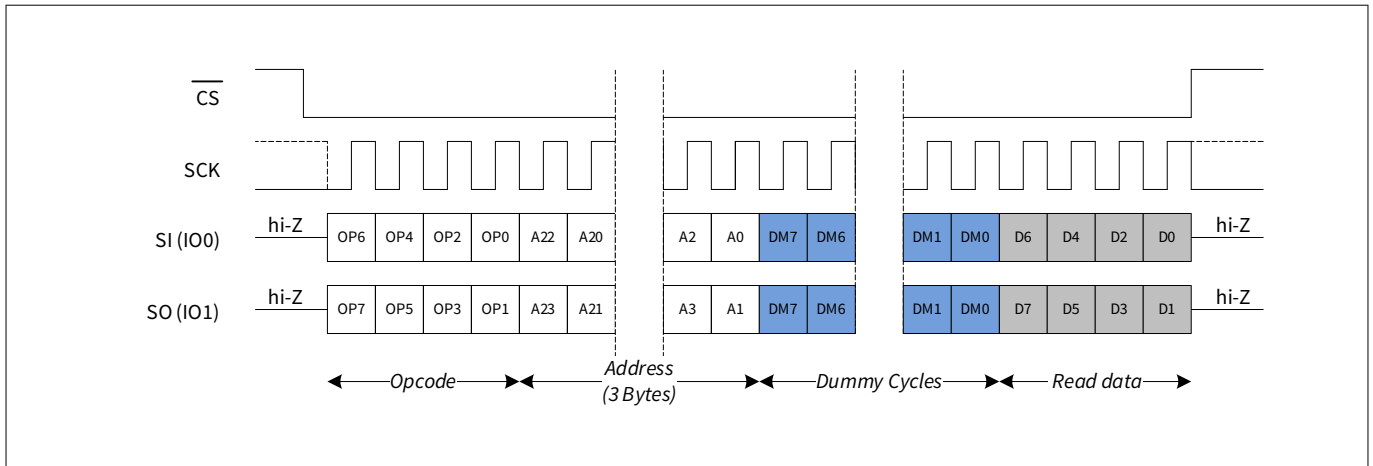 CS
SCK
SI (IO0) hi-Z OP6 OP4 OP2 OP0 A22 A20 A2 A0 DM7 DM6 DM1 DM0 D6 D4 D2 D0 hi-Z
SO (IO1) hi-Z OP7 OP5 OP3 OP1 A23 A21 A3 A1 DM7 DM6 DM1 DM0 D7 D5 D3 D1 hi-Z
Opcode Address Dummy Cycles Read data
(3 Bytes)